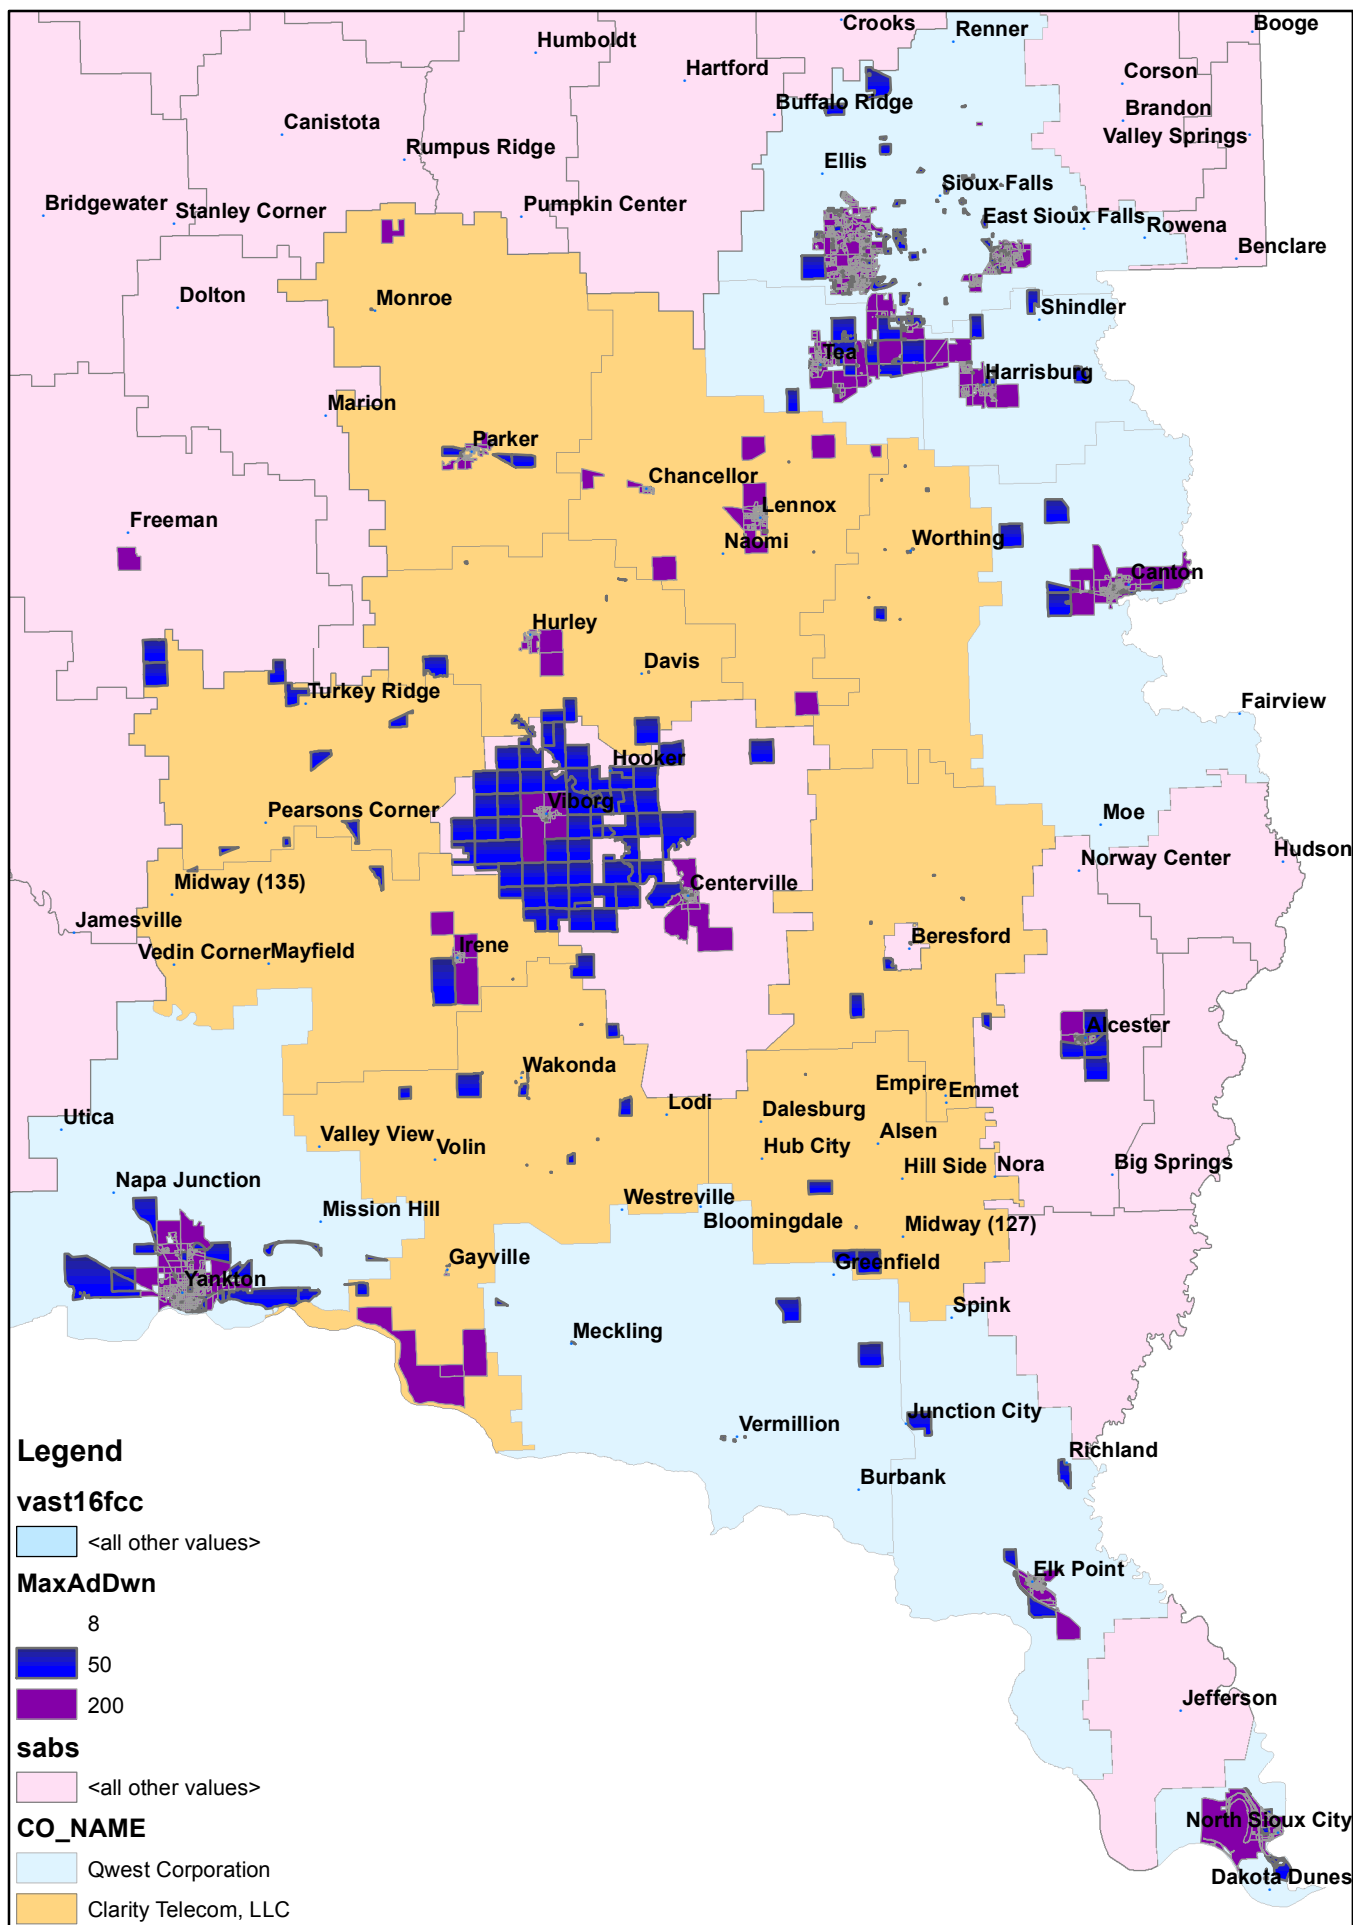 Crooks
Renner
Booge
Humboldt
Hartford
Corson
Buffalo Ridge
Brandon
Canistota
Valley Springs
Rumpus Ridge
Ellis
Sioux Falls
Bridgewater
Stanley Corner
Pumpkin Center
East Sioux Falls
Rowena
Benclare
Dolton
Monroe
Shindler
Tea
Harrisburg
Marion
Parker
Chancellor
Lennox
Freeman
Naomi
Worthing
Canton
Hurley
Davis
Turkey Ridge
Fairview
Hooker
Viborg
Pearsons Corner
Moe
Norway Center
Hudson
Midway (135)
Centerville
Jamesville
Vedin Corner
Mayfield
Irene
Beresford
Alcester
Wakonda
Empire
Emmet
Utica
Lodi
Dalesburg
Valley View
Volin
Hub City
Alsen
Hill Side
Nora
Big Springs
Napa Junction
Mission Hill
Westreville
Bloomingdale
Midway (127)
Gayville
Greenfield
Yankton
Spink
Meckling
Vermillion
Junction City
Richland
Burbank
Elk Point
Jefferson
North Sioux City
Dakota Dunes
Legend
vast16fcc
<all other values>
MaxAdDwn
8
50
200
sabs
<all other values>
CO_NAME
Qwest Corporation
Clarity Telecom, LLC